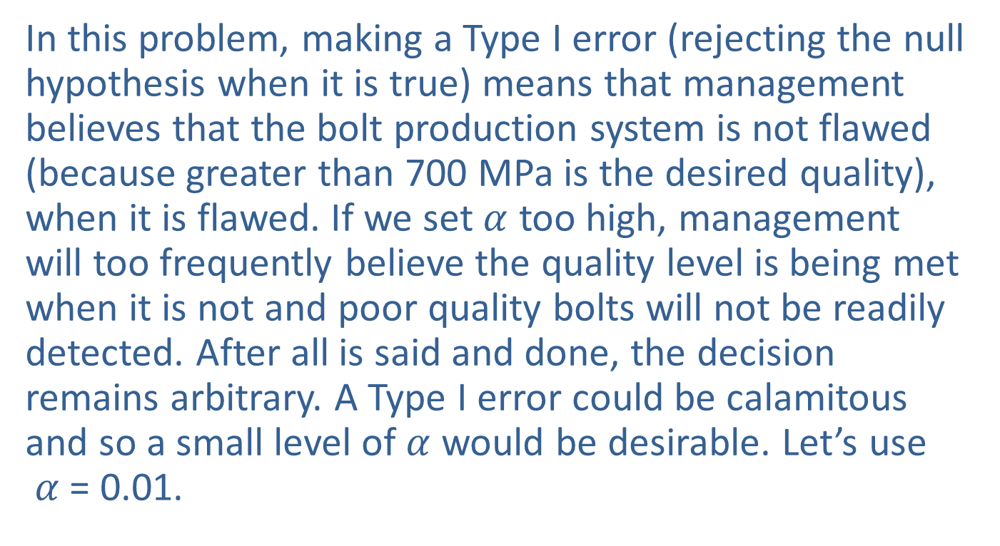 In this problem, making a Type I error (rejecting the null
hypothesis when it is true) means that management
believes that the bolt production system is not flawed
(because greater than 700 MPa is the desired quality),
when it is flawed. If we set α too high, management
will too frequently believe the quality level is being met
when it is not and poor quality bolts will not be readily
detected. After all is said and done, the decision
remains arbitrary. A Type I error could be calamitous
and so a small level of α would be desirable. Let’s use
α = 0.01.